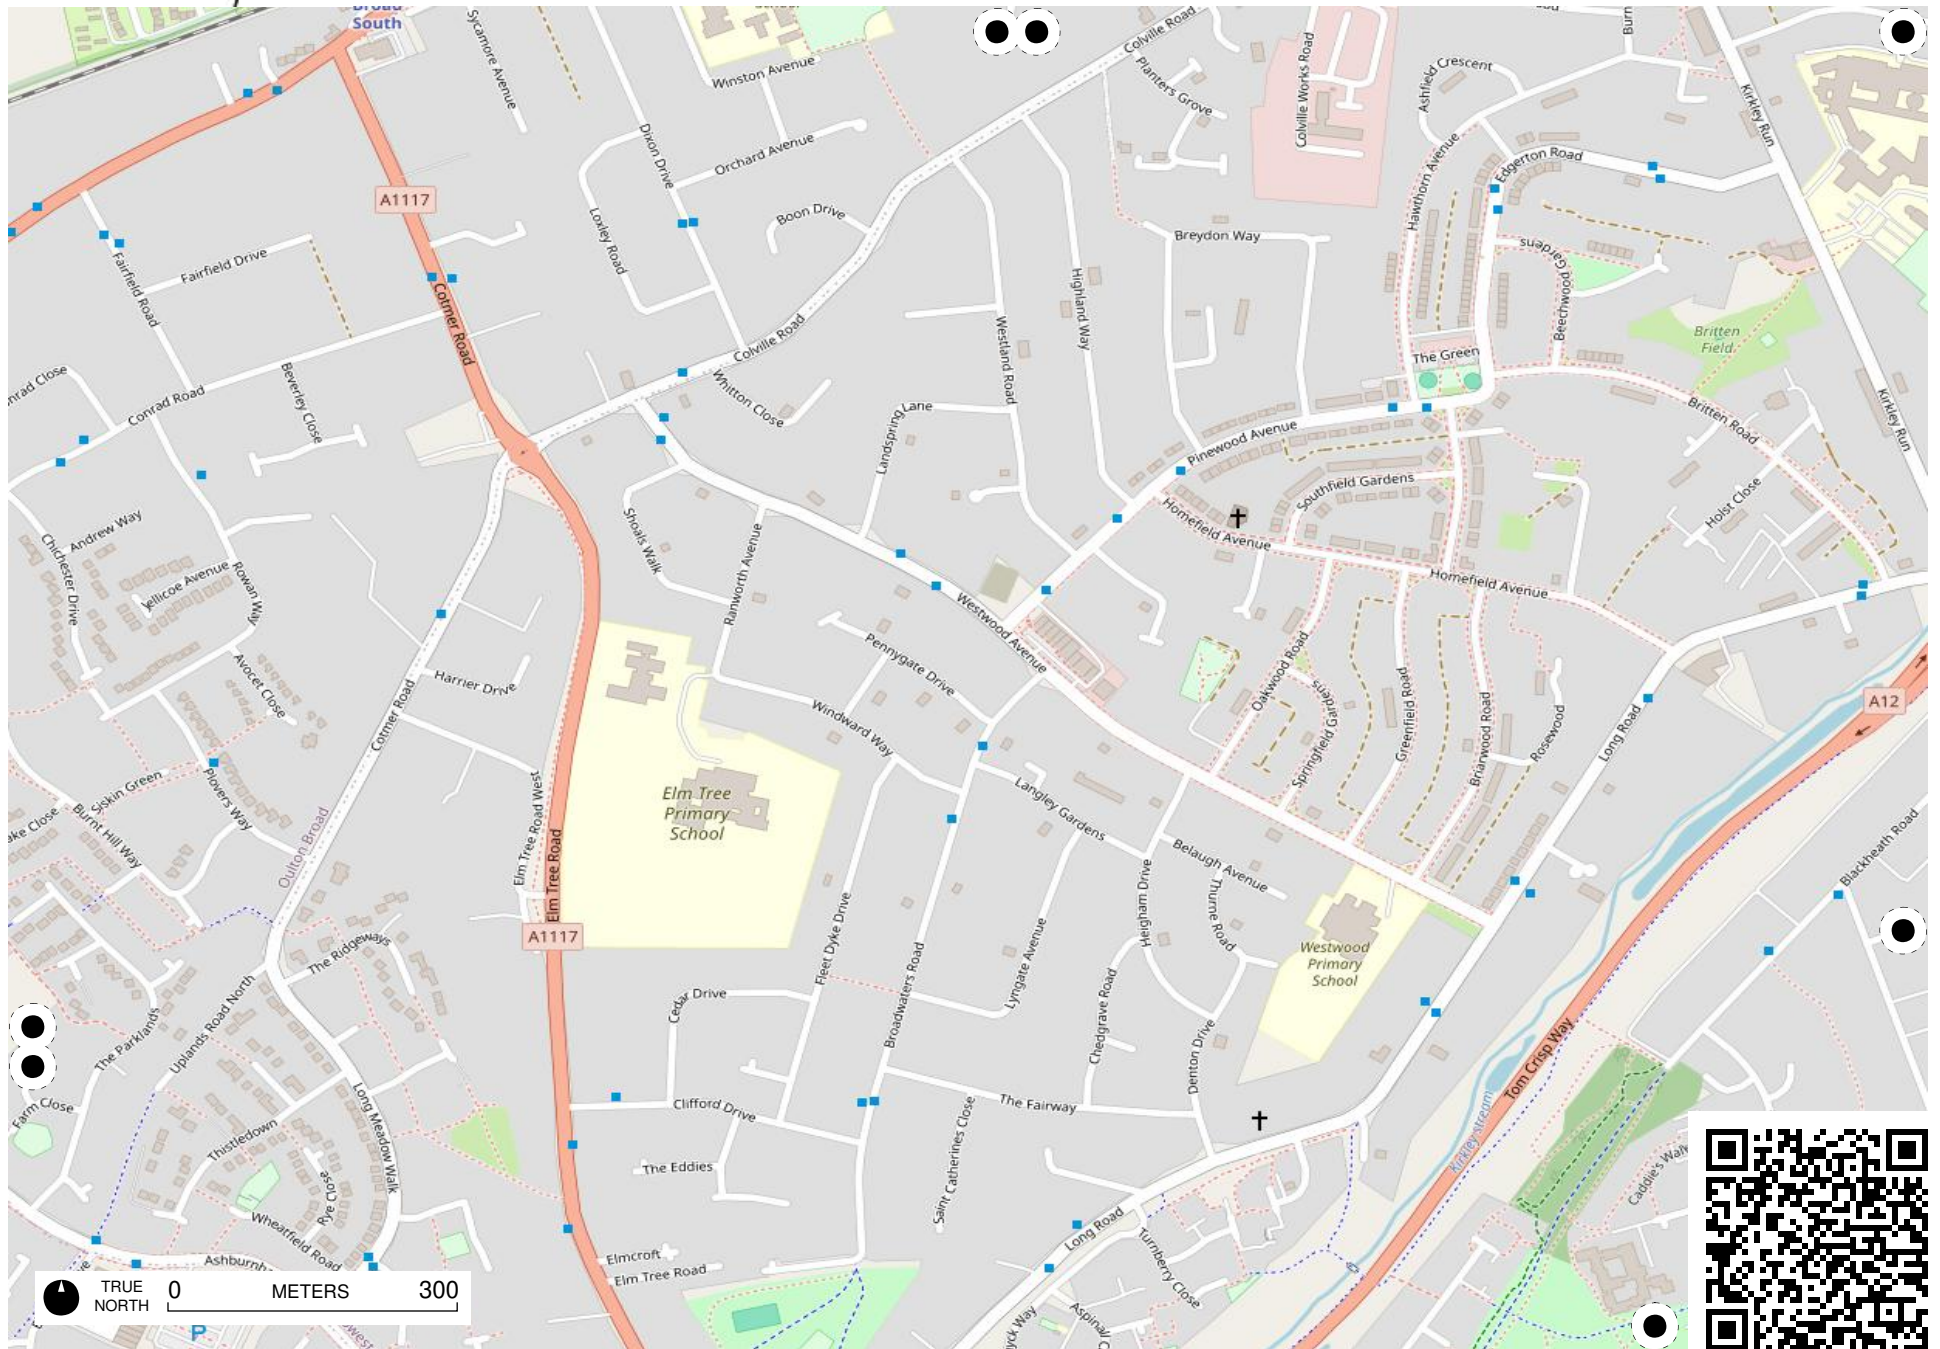 South
Sycamore Avenue
Winston Avenue
Colville Road
Planters Grove
Colville Works Road
Ashfield Crescent
Kirkley Run
Dixon Drive
Orchard Avenue
Hawthorn Avenue
Edgerton Road
A1117
Loxley Road
Boon Drive
Breydon Way
Fairfield Road
Fairfield Drive
Cotmer Road
Highland Way
Beechwood Gardens
Britten
Field
Colville Road
Westland Road
The Green
Conrad Road
Beverley Close
Whitton Close
Landspring Lane
Pinewood Avenue
Britten Road
Kirkley Run
Southfield Gardens
Holst Close
Andrew Way
Chichester Drive
Jellicoe Avenue
Rowan Way
Shoals Walk
Ranworth Avenue
Homefield Avenue
Homefield Avenue
Westwood Avenue
Avocet Close
Harrier Drive
Cotmer Road
Pennygate Drive
Windward Way
Oakwood Road
Springfield Gardens
Greenfield Road
Briarwood Road
Rosewood
Long Road
A12
Siskin Green
Plovers Way
Burnt Hill Way
Oulton Broad
Elm Tree Road West
Elm Tree Road
Elm Tree
Primary
School
Langley Gardens
Belaugh Avenue
Thurne Road
Heigham Drive
Blackheath Road
A1117
Fleet Dyke Drive
Broadwaters Road
Lyngate Avenue
Westwood
Primary
School
The Ridgeways
Uplands Road North
The Parklands
Cedar Drive
Chedgrave Road
Denton Drive
Tom Crisp Way
Kirkley stream
Farm Close
Thistledown
Long Meadow Walk
Clifford Drive
The Fairway
The Eddies
Saint Catherines Close
Rye Close
Wheatfield Road
Long Road
Turnberry Close
Caddie's Walk
Elmcroft
Elm Tree Road
TRUE
NORTH
0 METERS 300
P